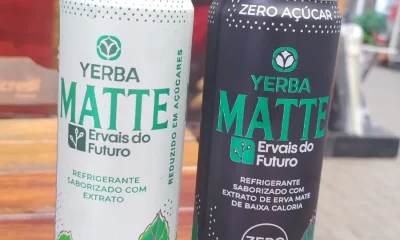 YERBA
MATTE
Ervais do
Futuro
REDUZIDO EM AÇÚCARES
REFRIGERANTE
SABORIZADO COM
EXTRATO
ZERO AÇÚCAR
YERBA
MATTE
Ervais do
Futuro
REFRIGERANTE
SABORIZADO COM
EXTRATO DE ERVA MATE
DE BAIXA CALORIA
ZERO